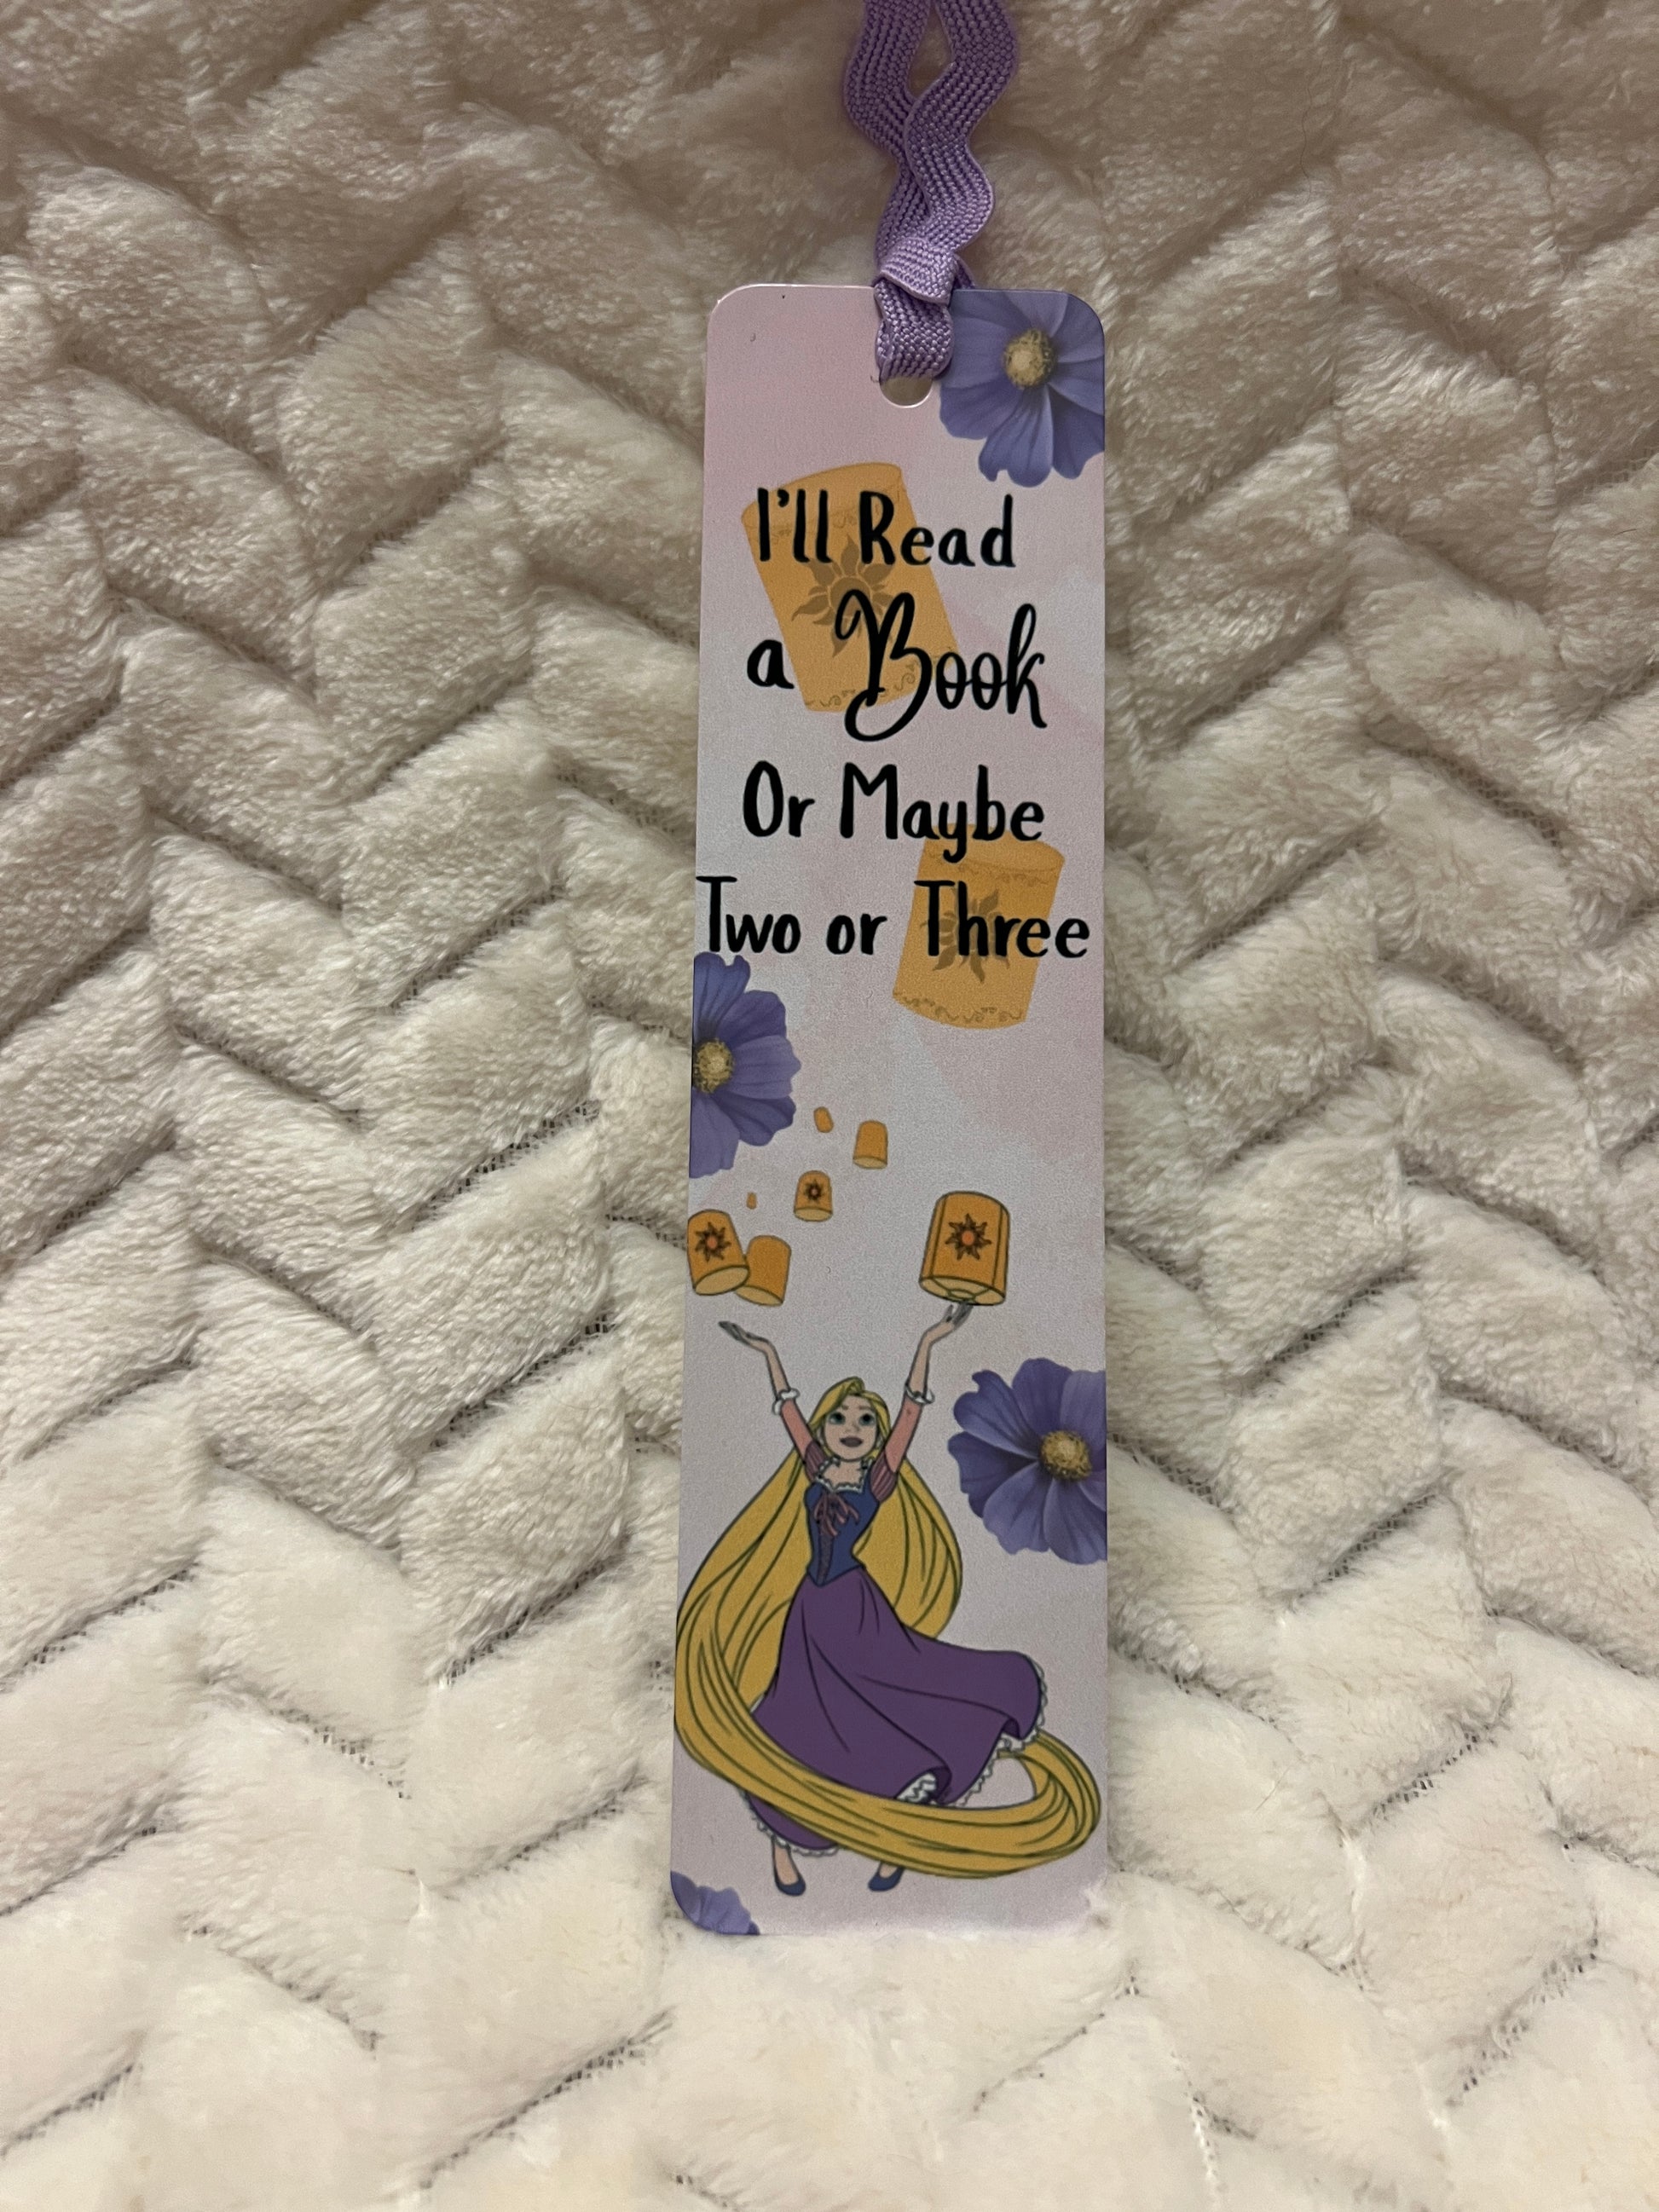 I'll Read
a Book
Or Maybe
Two or Three